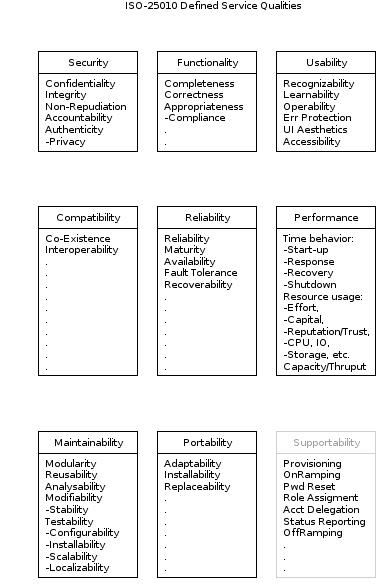 ISO-25010 Defined Service Qualities
Security
Confidentiality
Integrity
Non-Repudiation
Accountability
Authenticity
-Privacy
Functionality
Completeness
Correctness
Appropriateness
-Compliance
.
.
Usability
Recognizability
Learnability
Operability
Err Protection
UI Aesthetics
Accessibility
Compatibility
Co-Existence
Interoperability
.
.
.
.
.
.
.
.
.
.
Reliability
Reliability
Maturity
Availability
Fault Tolerance
Recoverability
.
.
.
.
.
.
.
Performance
Time behavior:
-Start-up
-Response
-Recovery
-Shutdown
Resource usage:
-Effort,
-Capital,
-Reputation/Trust,
-CPU, IO,
-Storage, etc.
Capacity/Thruput
Maintainability
Modularity
Reusability
Analysability
Modifiability
-Stability
Testability
-Configurability
-Installability
-Scalability
-Localizability
Portability
Adaptability
Installability
Replaceability
.
.
.
.
.
.
.
Supportability
Provisioning
OnRamping
Pwd Reset
Role Assigment
Acct Delegation
Status Reporting
OffRamping
.
.
.